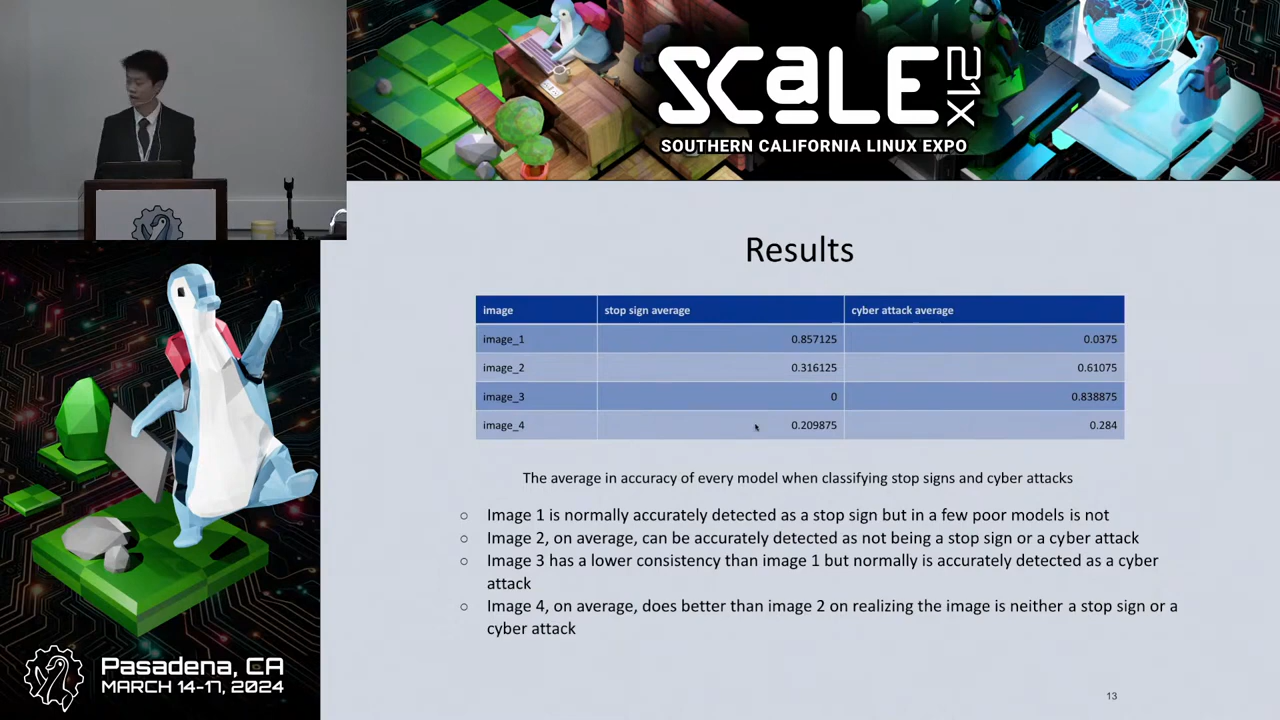 SCALE 21X
SOUTHERN CALIFORNIA LINUX EXPO
Results
image stop sign average cyber attack average
image_1 0.857125 0.0375
image_2 0.316125 0.61075
image_3 0 0.838875
image_4 0.209875 0.284
The average in accuracy of every model when classifying stop signs and cyber attacks
○ Image 1 is normally accurately detected as a stop sign but in a few poor models is not
○ Image 2, on average, can be accurately detected as not being a stop sign or a cyber attack
○ Image 3 has a lower consistency than image 1 but normally is accurately detected as a cyber
attack
○ Image 4, on average, does better than image 2 on realizing the image is neither a stop sign or a
cyber attack
Pasadena, CA
MARCH 14-17, 2024
13